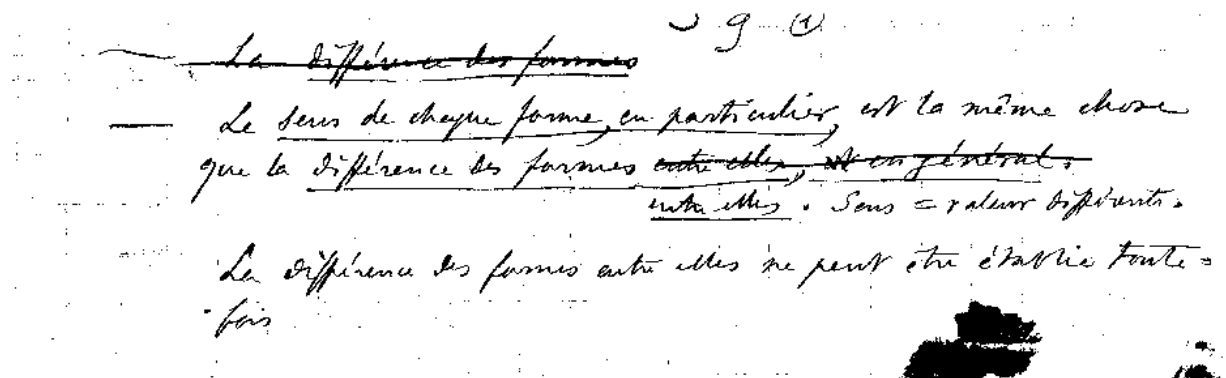 9 (1)
— La différence des formes
— Le sens de chaque forme, en particulier, est la même chose
que la différence des formes entre elles, est en général.
entre elles. Sens = valeur différente.
La différence des formes entre elles ne peut être établie toute=
fois